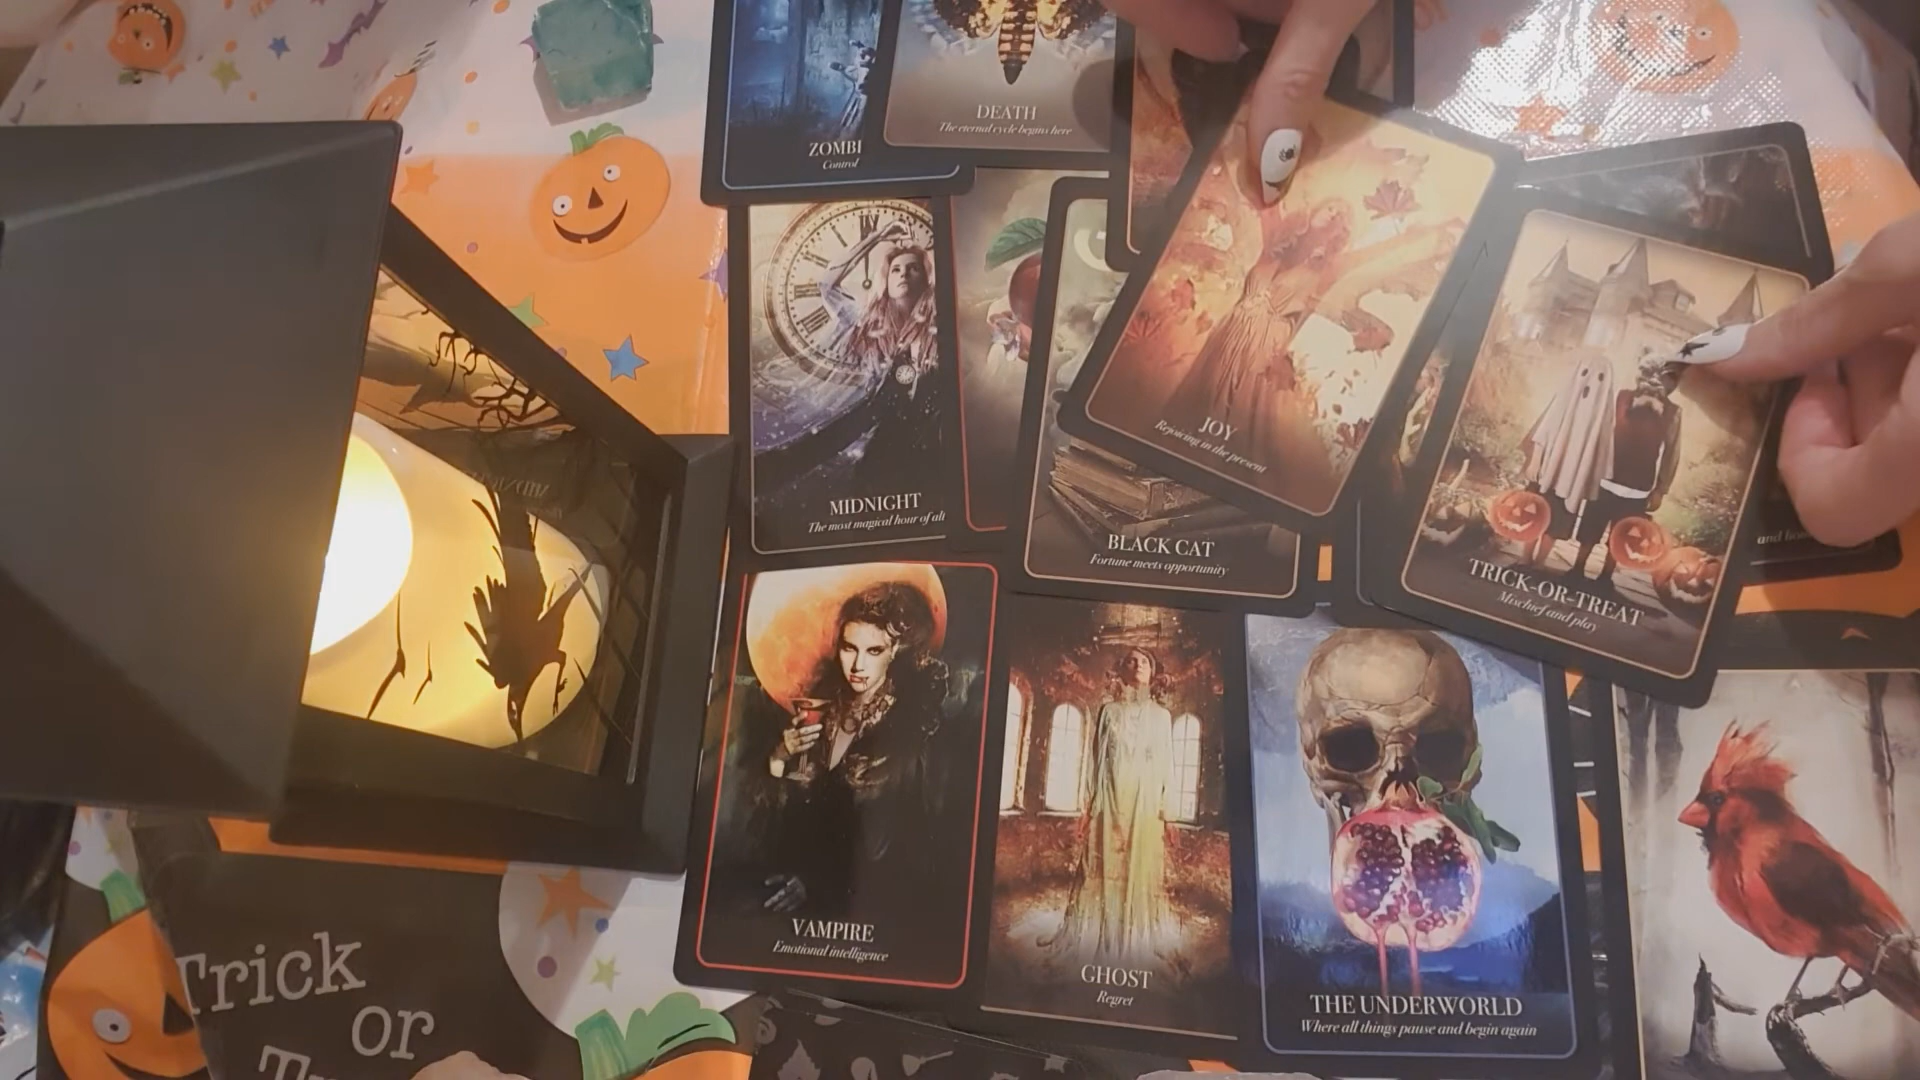 ZOMBI
Control
DEATH
The eternal cycle begins here
MIDNIGHT
The most magical hour of all
BLACK CAT
Fortune meets opportunity
JOY
Rejoicing in the present
TRICK-OR-TREAT
Mischief and play
and
VAMPIRE
Emotional intelligence
GHOST
Regret
THE UNDERWORLD
Where all things pause and begin again
Trick
or